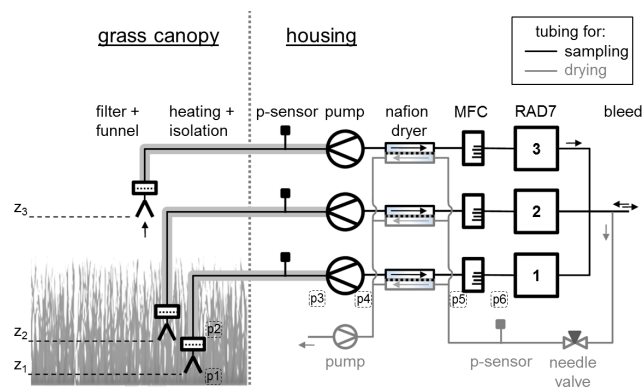 grass canopy
housing
tubing for:
sampling
drying
filter +
funnel
heating +
isolation
p-sensor
pump
nafion
dryer
MFC
RAD7
bleed
3
z3
2
1
p3
p4
p5
p6
z2
p2
z1
p1
pump
p-sensor
needle
valve